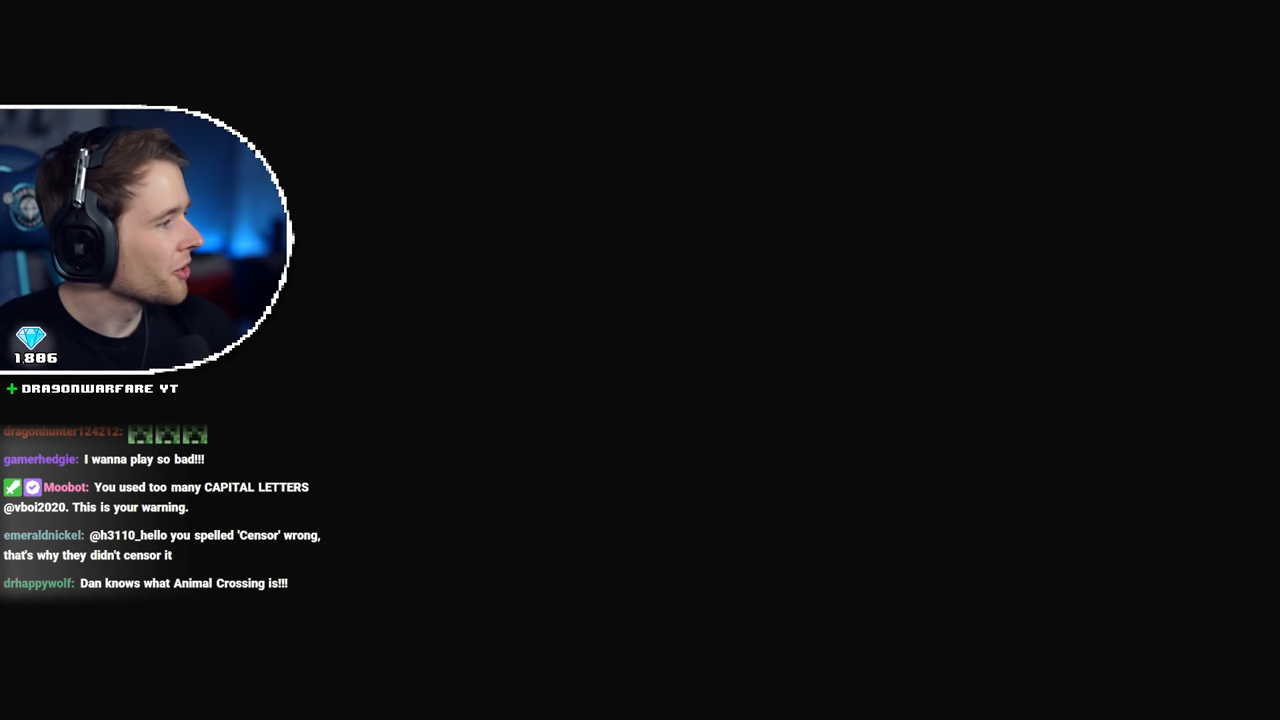 1,886
+ DRAGONWARFARE YT
dragonhunter124212:
gamerhedgie: I wanna play so bad!!!
Moobot: You used too many CAPITAL LETTERS
@vboi2020. This is your warning.
emeraldnickel: @h3110_hello you spelled 'Censor' wrong,
that's why they didn't censor it
drhappywolf: Dan knows what Animal Crossing is!!!